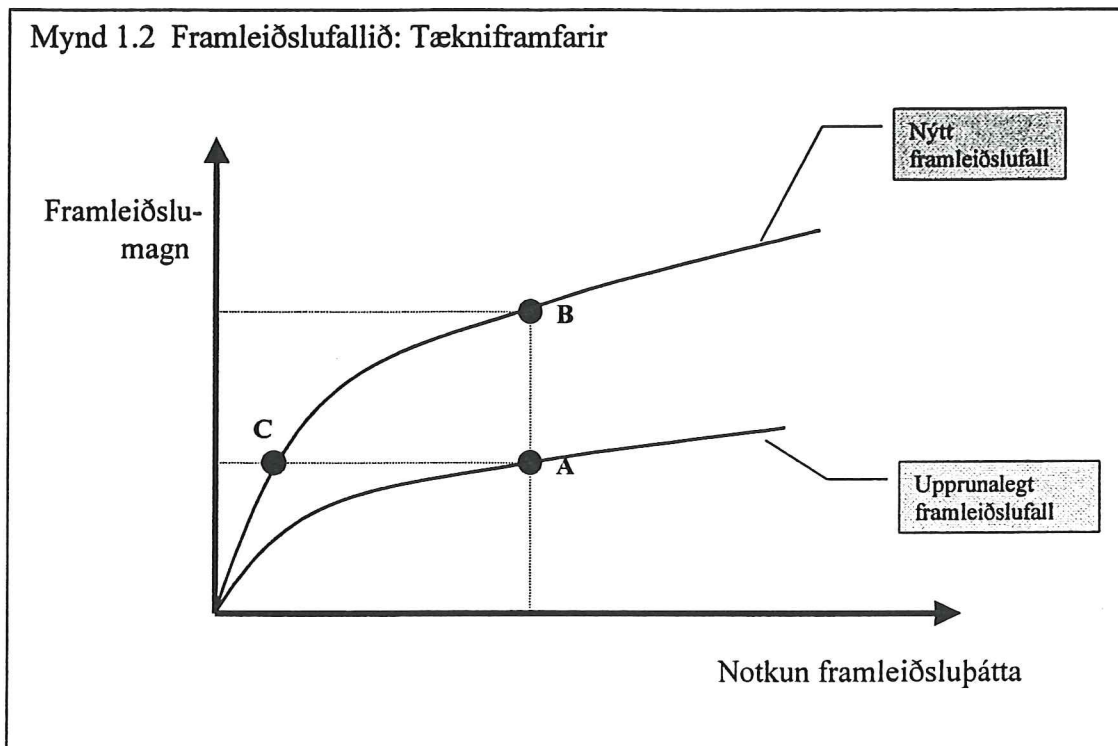 Mynd 1.2 Framleiðslufallið: Tækniframfarir
Nýtt
framleiðslufall
Framleiðslu-
magn
B
C
A
Upprunalegt
framleiðslufall
Notkun framleiðsluþátta